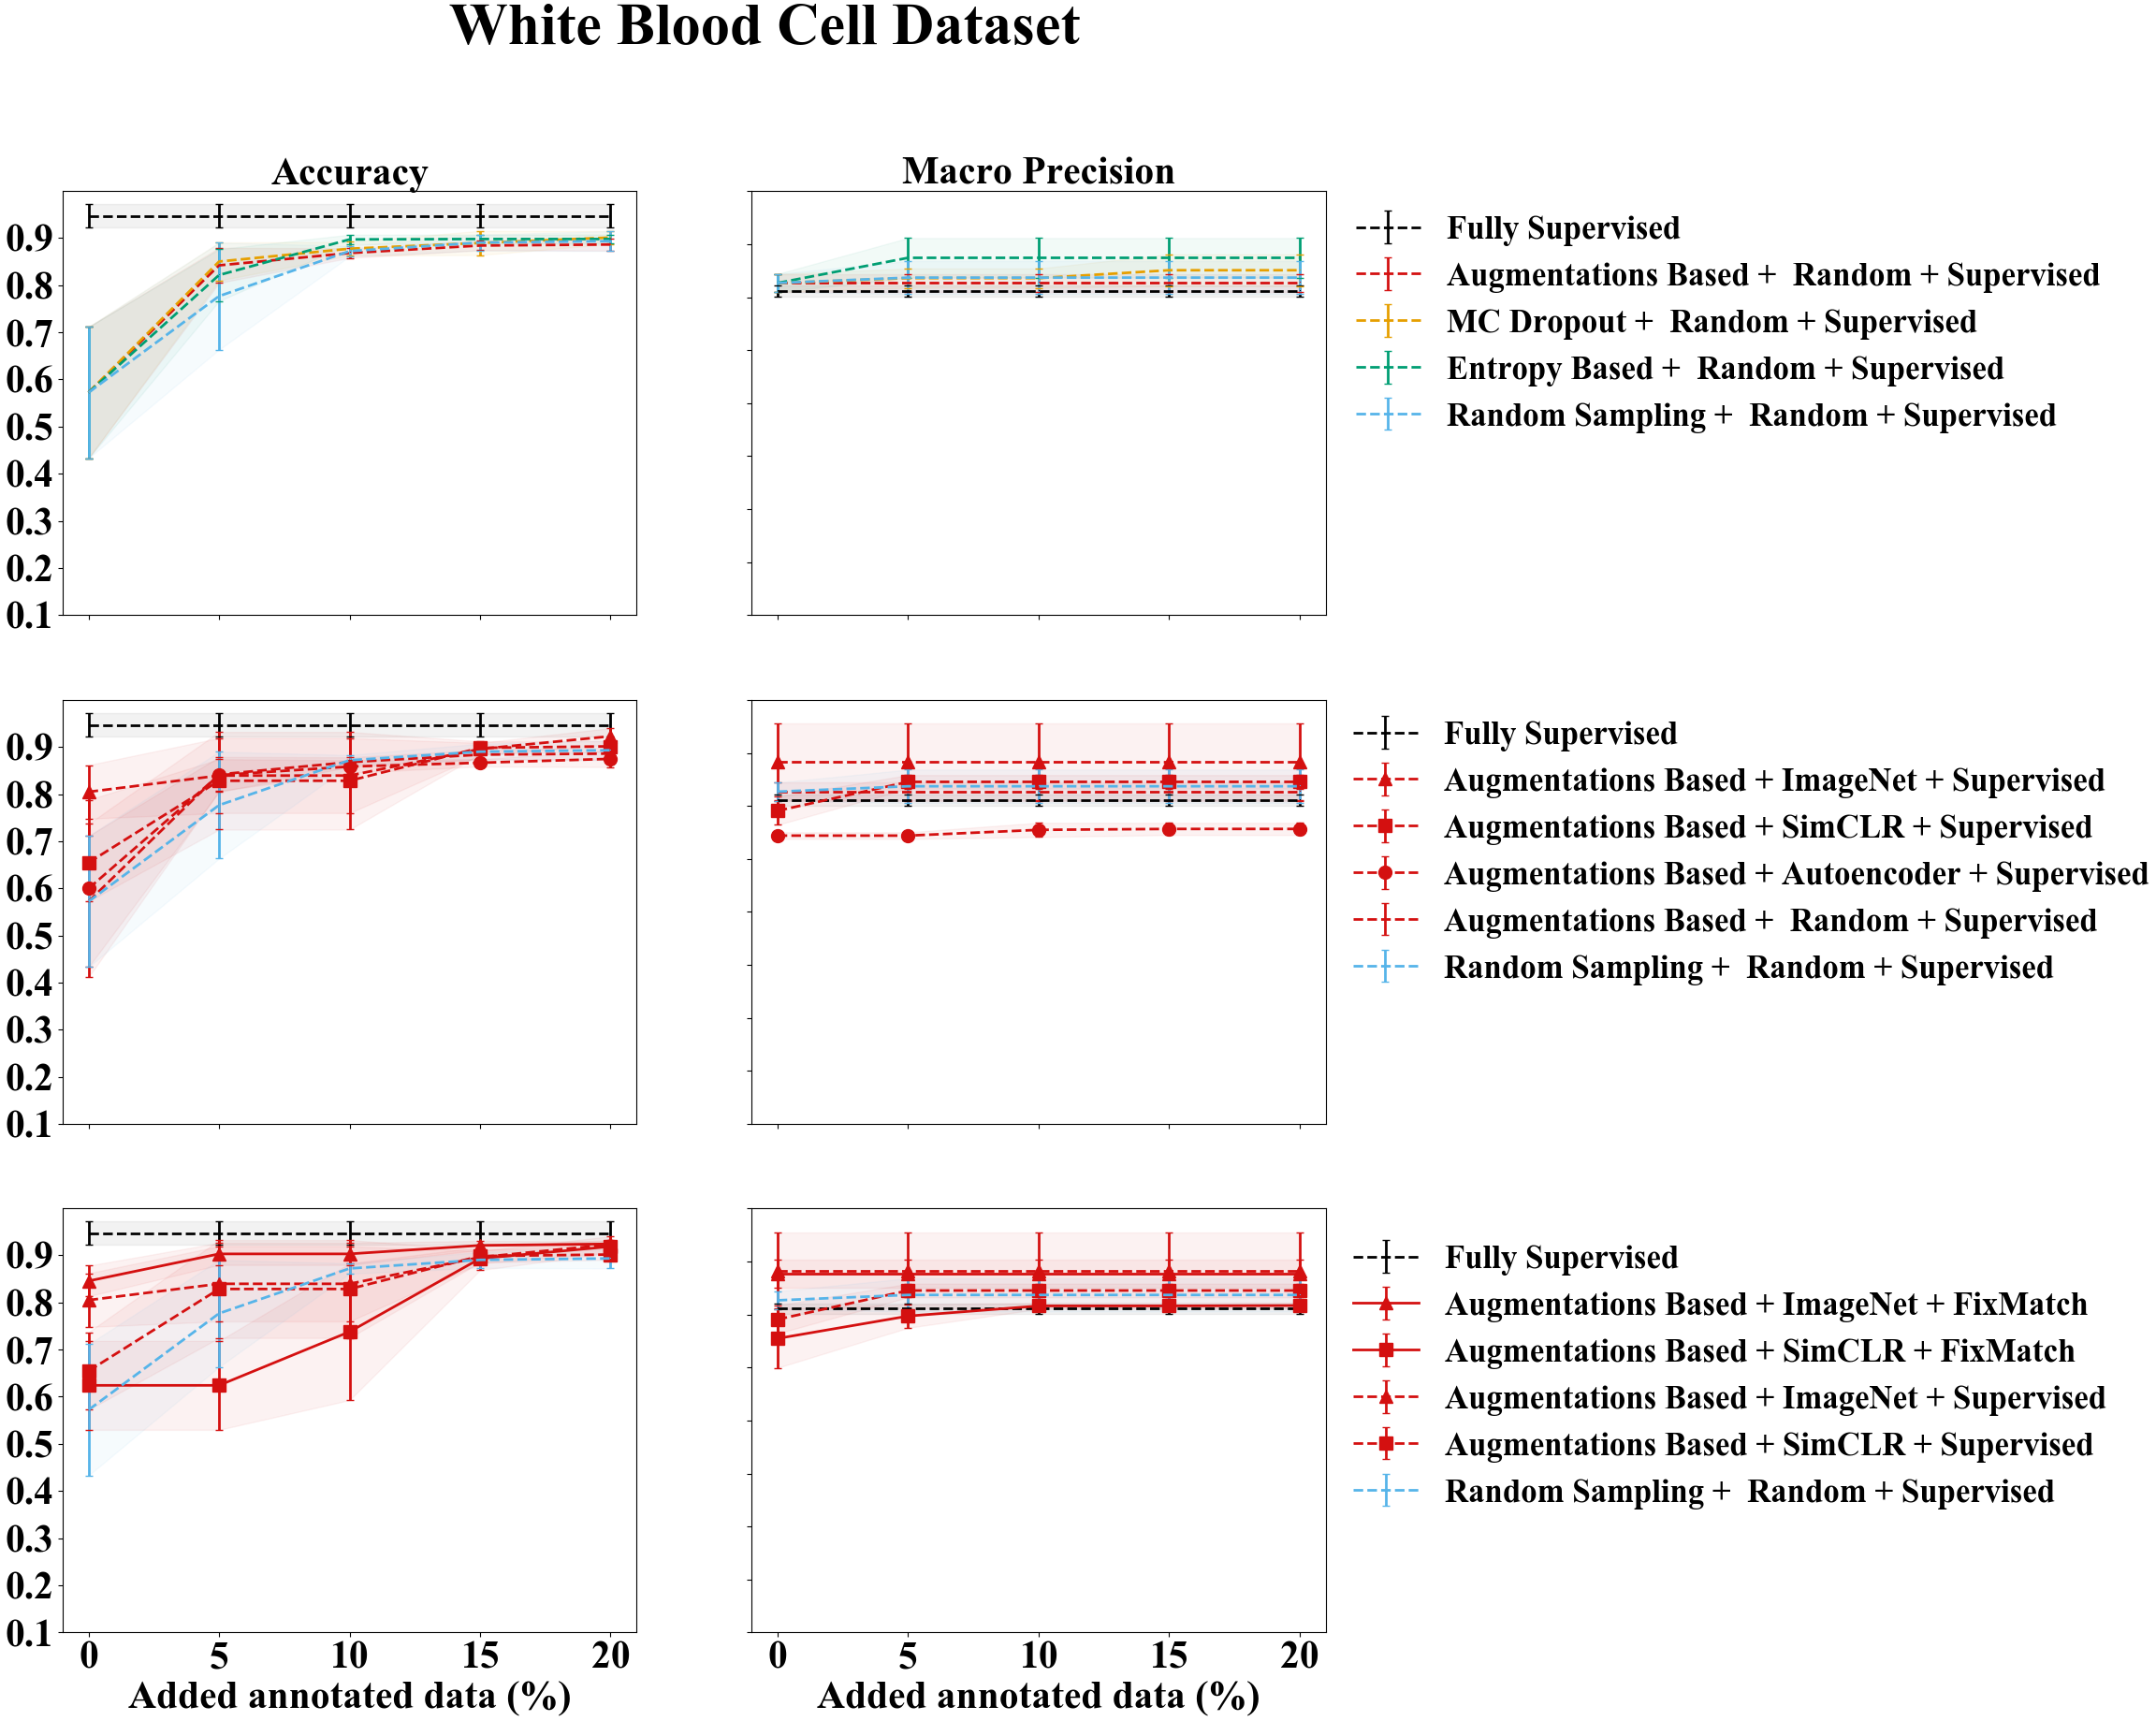 White Blood Cell Dataset
Accuracy
Macro Precision
0.9
0.8
0.7
0.6
0.5
0.4
0.3
0.2
0.1
Fully Supervised
Augmentations Based + Random + Supervised
MC Dropout + Random + Supervised
Entropy Based + Random + Supervised
Random Sampling + Random + Supervised
0.9
0.8
0.7
0.6
0.5
0.4
0.3
0.2
0.1
Fully Supervised
Augmentations Based + ImageNet + Supervised
Augmentations Based + SimCLR + Supervised
Augmentations Based + Autoencoder + Supervised
Augmentations Based + Random + Supervised
Random Sampling + Random + Supervised
0.9
0.8
0.7
0.6
0.5
0.4
0.3
0.2
0.1
0 5 10 15 20
Added annotated data (%)
0 5 10 15 20
Added annotated data (%)
Fully Supervised
Augmentations Based + ImageNet + FixMatch
Augmentations Based + SimCLR + FixMatch
Augmentations Based + ImageNet + Supervised
Augmentations Based + SimCLR + Supervised
Random Sampling + Random + Supervised